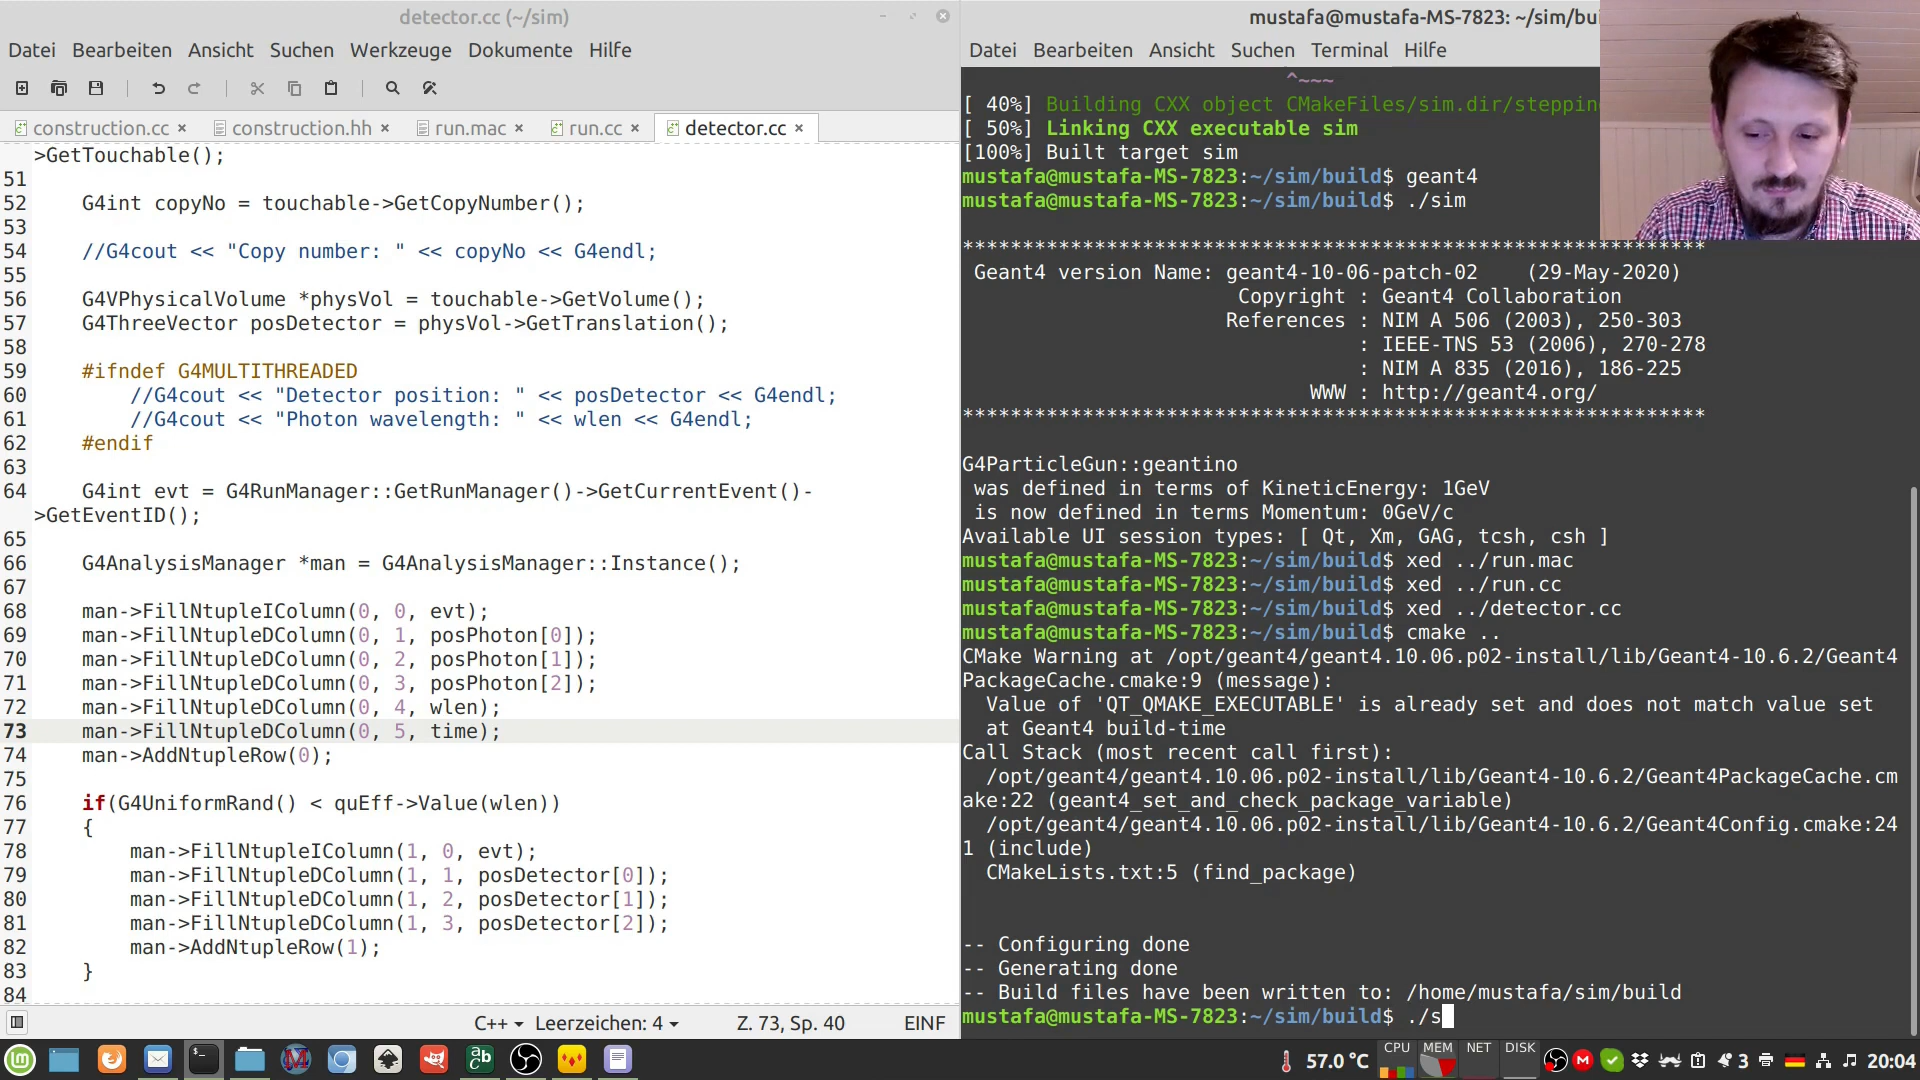 detector.cc (~/sim)
Datei Bearbeiten Ansicht Suchen Werkzeuge Dokumente Hilfe
construction.cc × construction.hh × run.mac × run.cc × detector.cc ×
>GetTouchable();
51
52 G4int copyNo = touchable->GetCopyNumber();
53
54 //G4cout << "Copy number: " << copyNo << G4endl;
55
56 G4VPhysicalVolume *physVol = touchable->GetVolume();
57 G4ThreeVector posDetector = physVol->GetTranslation();
58
59 #ifndef G4MULTITHREADED
60 //G4cout << "Detector position: " << posDetector << G4endl;
61 //G4cout << "Photon wavelength: " << wlen << G4endl;
62 #endif
63
64 G4int evt = G4RunManager::GetRunManager()->GetCurrentEvent()-
>GetEventID();
65
66 G4AnalysisManager *man = G4AnalysisManager::Instance();
67
68 man->FillNtupleIColumn(0, 0, evt);
69 man->FillNtupleDColumn(0, 1, posPhoton[0]);
70 man->FillNtupleDColumn(0, 2, posPhoton[1]);
71 man->FillNtupleDColumn(0, 3, posPhoton[2]);
72 man->FillNtupleDColumn(0, 4, wlen);
73 man->FillNtupleDColumn(0, 5, time);
74 man->AddNtupleRow(0);
75
76 if(G4UniformRand() < quEff->Value(wlen))
77 {
78 man->FillNtupleIColumn(1, 0, evt);
79 man->FillNtupleDColumn(1, 1, posDetector[0]);
80 man->FillNtupleDColumn(1, 2, posDetector[1]);
81 man->FillNtupleDColumn(1, 3, posDetector[2]);
82 man->AddNtupleRow(1);
83 }
84
C++ Leerzeichen: 4 Z. 73, Sp. 40 EINF
mustafa@mustafa-MS-7823: ~/sim/bui
Datei Bearbeiten Ansicht Suchen Terminal Hilfe
^~~~
[ 40%] Building CXX object CMakeFiles/sim.dir/steppin
[ 50%] Linking CXX executable sim
[100%] Built target sim
mustafa@mustafa-MS-7823:~/sim/build$ geant4
mustafa@mustafa-MS-7823:~/sim/build$ ./sim
**************************************************************
Geant4 version Name: geant4-10-06-patch-02 (29-May-2020)
Copyright : Geant4 Collaboration
References : NIM A 506 (2003), 250-303
: IEEE-TNS 53 (2006), 270-278
: NIM A 835 (2016), 186-225
WWW : http://geant4.org/
**************************************************************
G4ParticleGun::geantino
was defined in terms of KineticEnergy: 1GeV
is now defined in terms Momentum: 0GeV/c
Available UI session types: [ Qt, Xm, GAG, tcsh, csh ]
mustafa@mustafa-MS-7823:~/sim/build$ xed ../run.mac
mustafa@mustafa-MS-7823:~/sim/build$ xed ../run.cc
mustafa@mustafa-MS-7823:~/sim/build$ xed ../detector.cc
mustafa@mustafa-MS-7823:~/sim/build$ cmake ..
CMake Warning at /opt/geant4/geant4.10.06.p02-install/lib/Geant4-10.6.2/Geant4
PackageCache.cmake:9 (message):
Value of 'QT_QMAKE_EXECUTABLE' is already set and does not match value set
at Geant4 build-time
Call Stack (most recent call first):
/opt/geant4/geant4.10.06.p02-install/lib/Geant4-10.6.2/Geant4PackageCache.cm
ake:22 (geant4_set_and_check_package_variable)
/opt/geant4/geant4.10.06.p02-install/lib/Geant4-10.6.2/Geant4Config.cmake:24
1 (include)
CMakeLists.txt:5 (find_package)
-- Configuring done
-- Generating done
-- Build files have been written to: /home/mustafa/sim/build
mustafa@mustafa-MS-7823:~/sim/build$ ./s
57.0 °C CPU MEM NET DISK 3 20:04